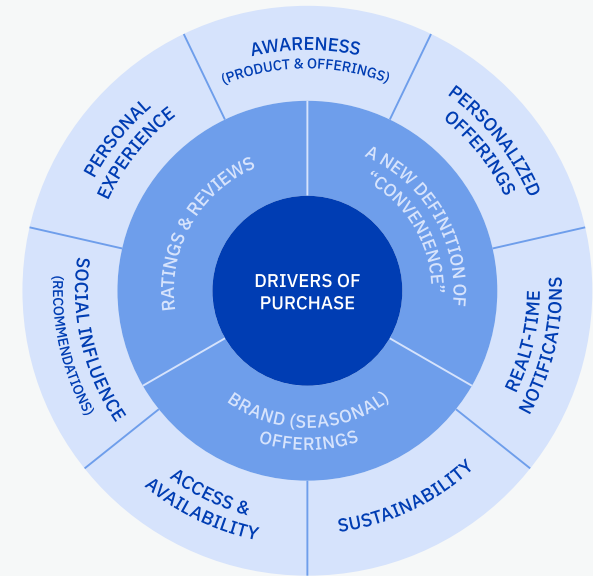 AWARENESS
(PRODUCT & OFFERINGS)
PERSONALIZED
OFFERINGS
REALT-TIME
NOTIFICATIONS
SUSTAINABILITY
ACCESS &
AVAILABILITY
SOCIAL INFLUENCE
(RECOMMENDATIONS)
PERSONAL
EXPERIENCE
RATINGS & REVIEWS
A NEW DEFINITION OF
“CONVENIENCE”
BRAND (SEASONAL)
OFFERINGS
DRIVERS OF
PURCHASE